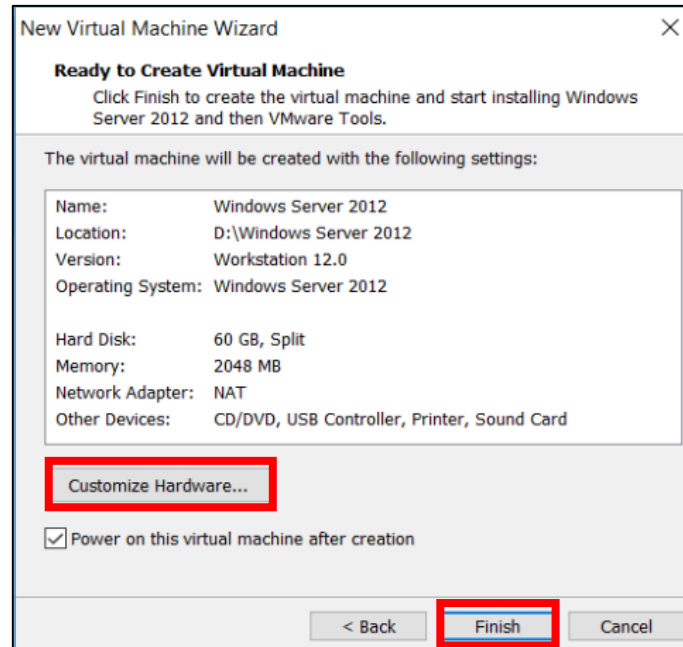 New Virtual Machine Wizard
Ready to Create Virtual Machine
Click Finish to create the virtual machine and start installing Windows
Server 2012 and then VMware Tools.
The virtual machine will be created with the following settings:
Name: Windows Server 2012
Location: D:\Windows Server 2012
Version: Workstation 12.0
Operating System: Windows Server 2012
Hard Disk: 60 GB, Split
Memory: 2048 MB
Network Adapter: NAT
Other Devices: CD/DVD, USB Controller, Printer, Sound Card
Customize Hardware...
Power on this virtual machine after creation
< Back Finish Cancel